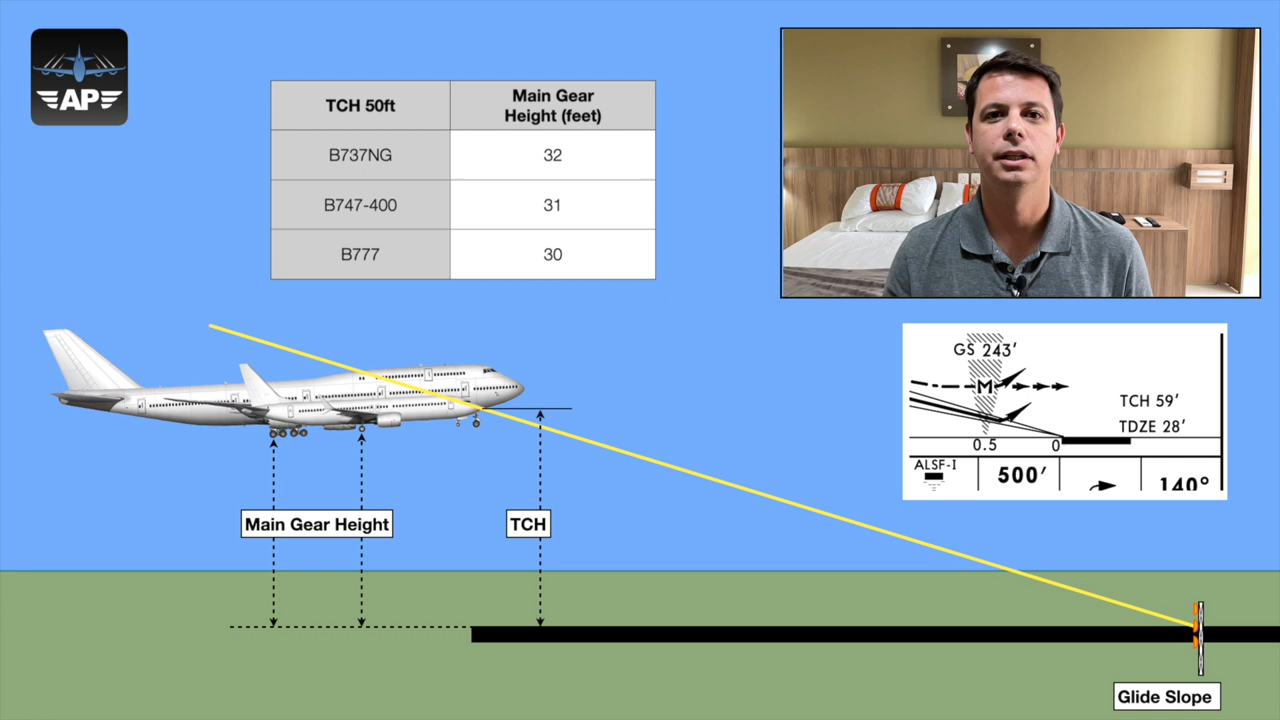 AP
TCH 50ft
Main Gear
Height (feet)
B737NG
32
B747-400
31
B777
30
GS 243'
M
TCH 59'
TDZE 28'
0.5
0
ALSF-I
500'
140°
Main Gear Height
TCH
Glide Slope